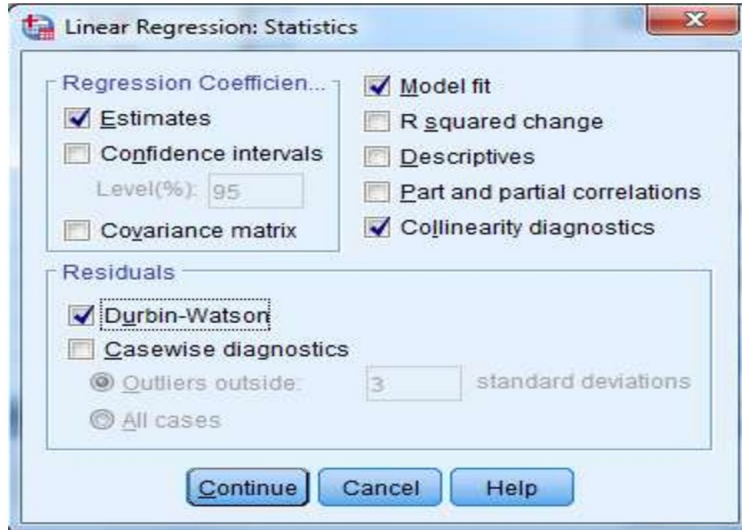 Linear Regression: Statistics
Regression Coefficien...
Estimates
Confidence intervals
Level(%): 95
Covariance matrix
Model fit
R squared change
Descriptives
Part and partial correlations
Collinearity diagnostics
Residuals
Durbin-Watson
Casewise diagnostics
Outliers outside: 3 standard deviations
All cases
Continue Cancel Help